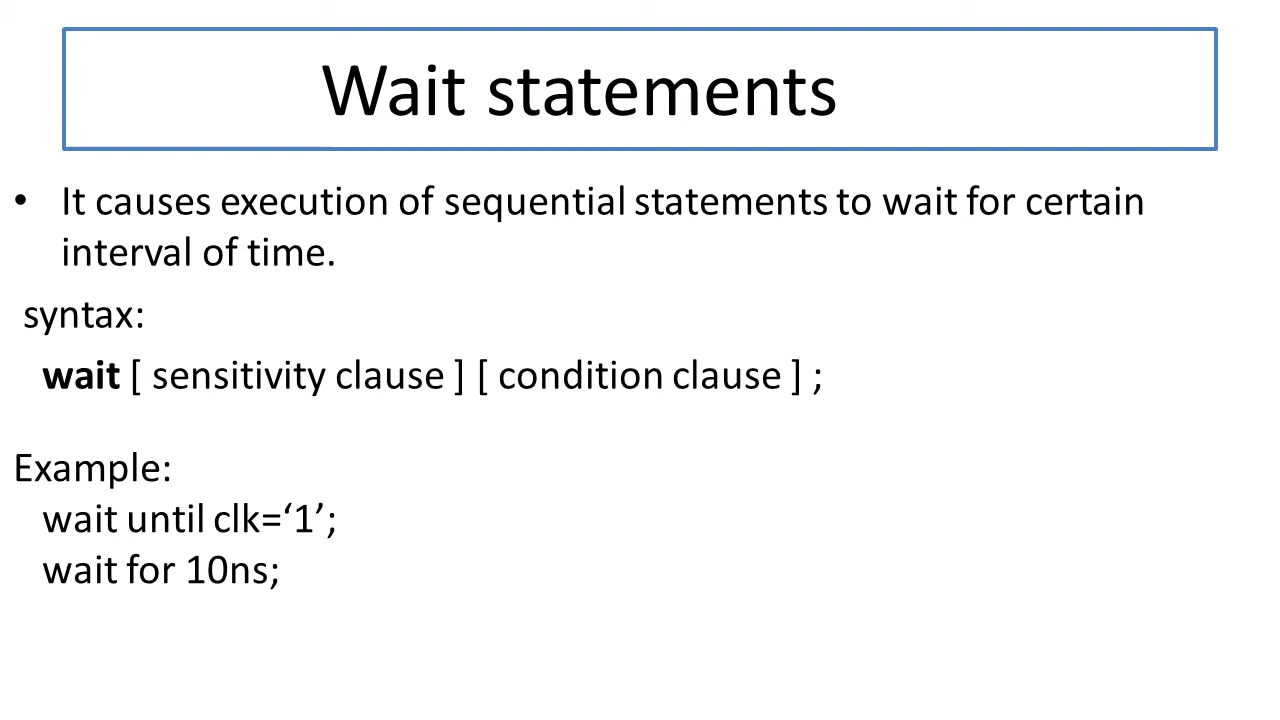 Wait statements
• It causes execution of sequential statements to wait for certain
interval of time.
syntax:
wait [ sensitivity clause ] [ condition clause ] ;
Example:
wait until clk=‘1’;
wait for 10ns;